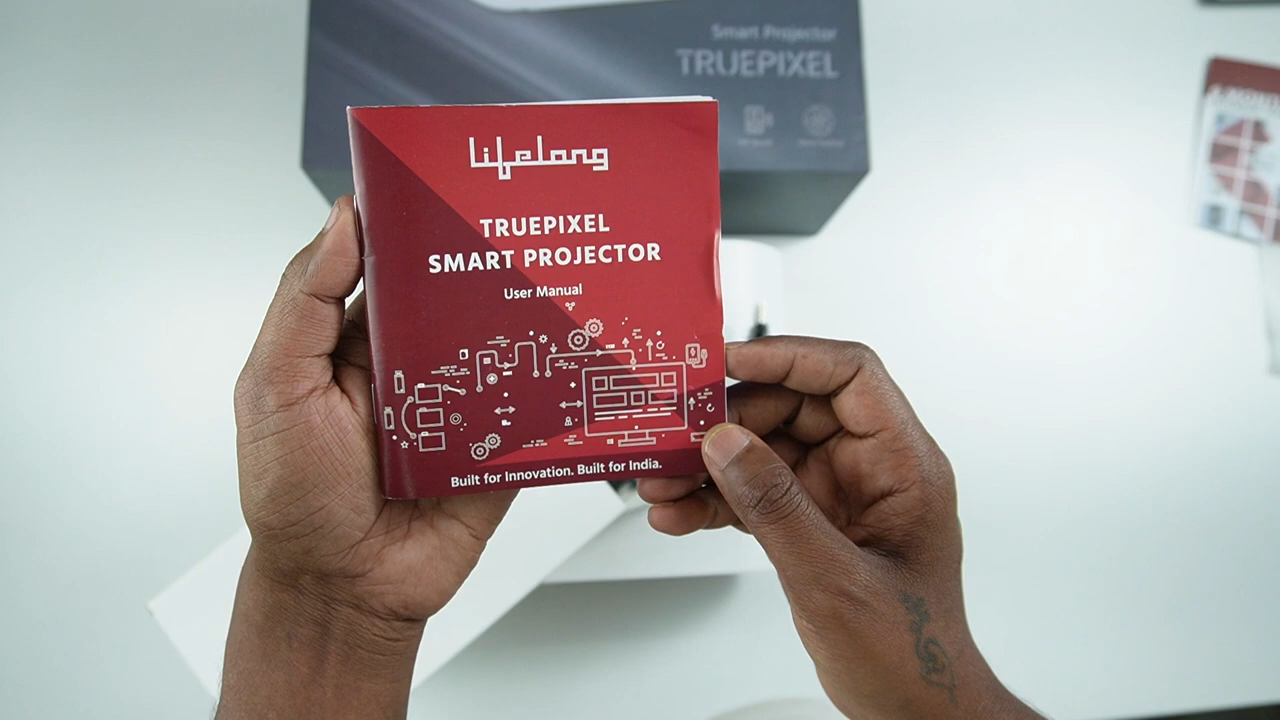 Smart Projector
TRUEPIXEL
lifelong
TRUEPIXEL
SMART PROJECTOR
User Manual
Built for Innovation. Built for India.